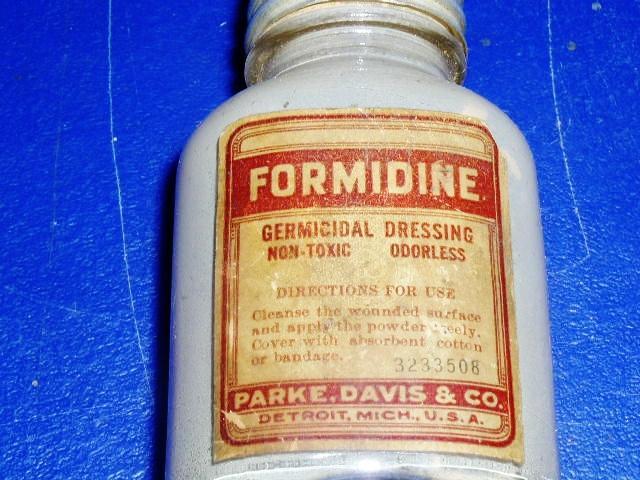 FORMIDINE
GERMICIDAL DRESSING
NON-TOXIC ODORLESS
DIRECTIONS FOR USE
Cleanse the wounded surface
and apply the powder freely.
Cover with absorbent cotton
or bandage.
3233508
PARKE, DAVIS & CO.
DETROIT, MICH., U.S.A.